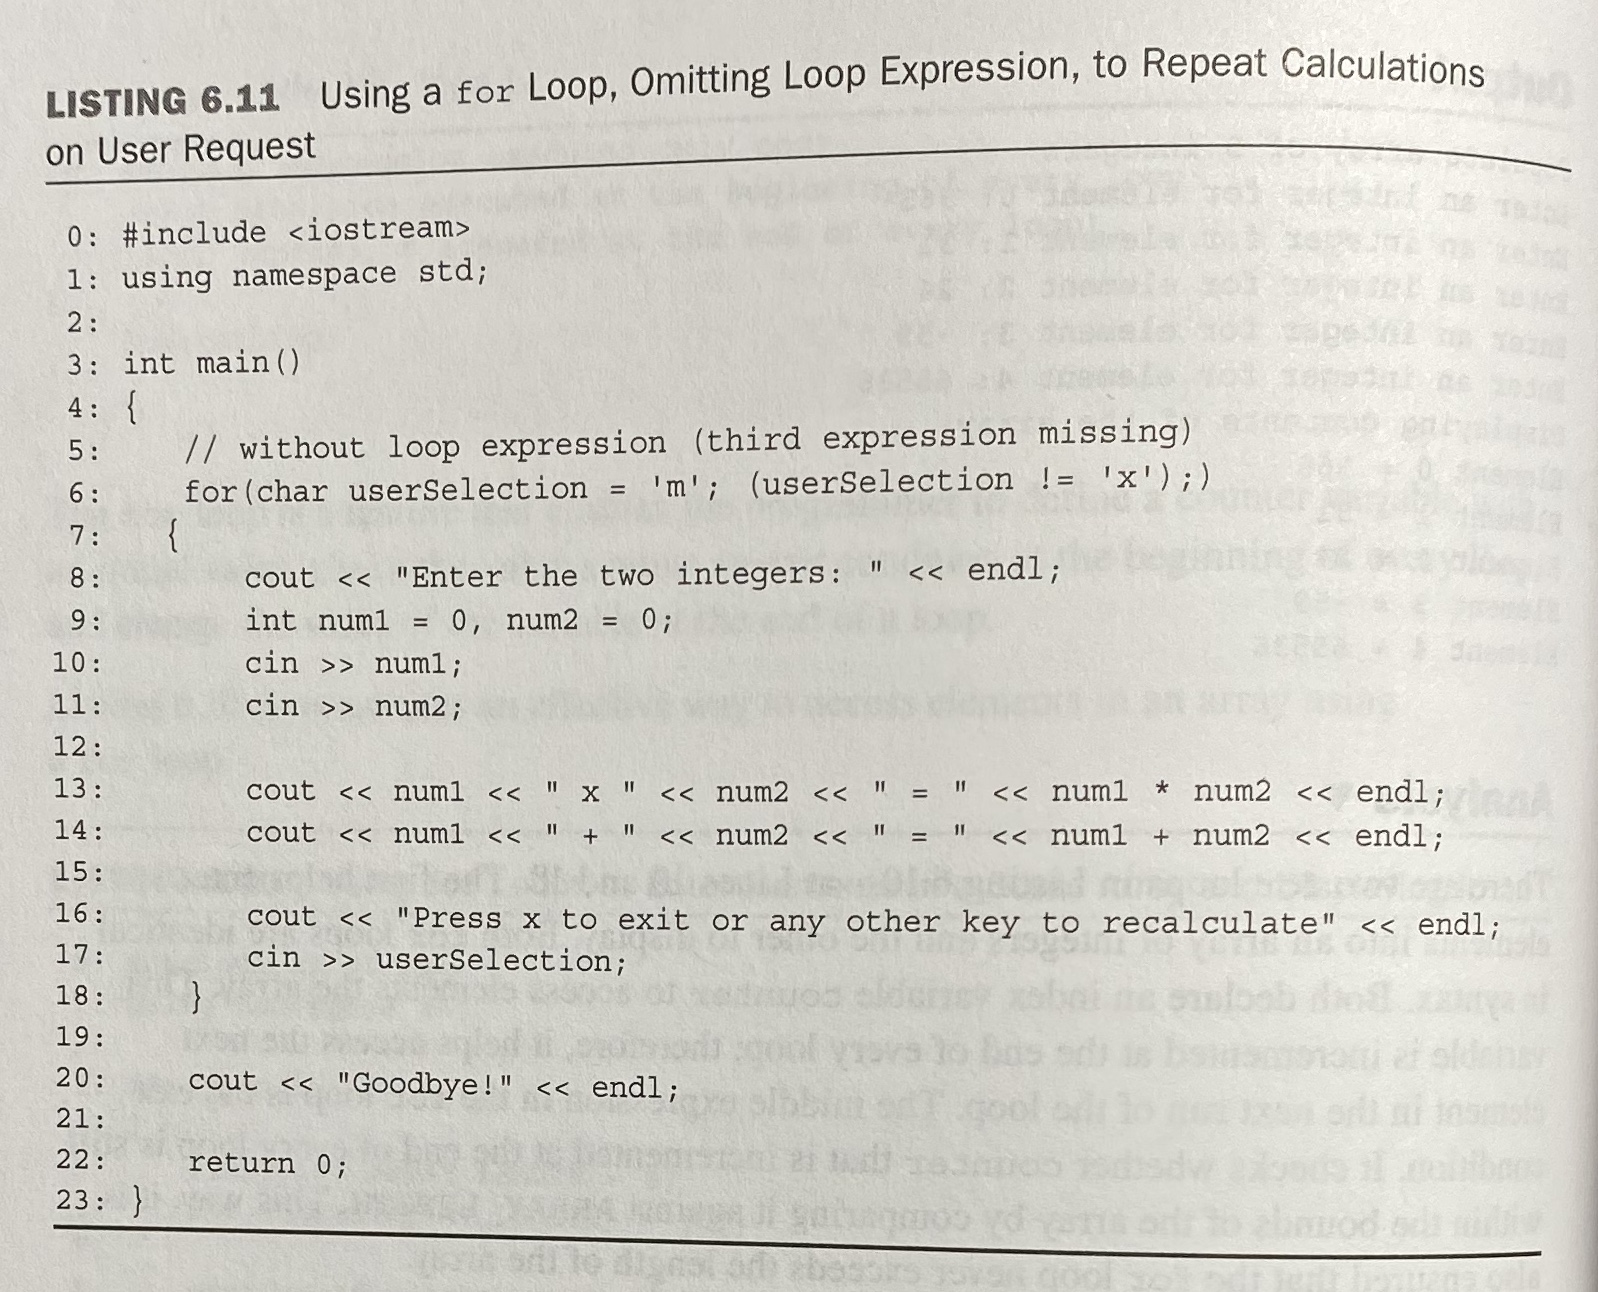 LISTING 6.11 Using a for Loop, Omitting Loop Expression, to Repeat Calculations
on User Request
0: #include <iostream>
1: using namespace std;
2:
3: int main()
4: {
5:     // without loop expression (third expression missing)
6:     for(char userSelection = 'm'; (userSelection != 'x');)
7:    {
8:        cout << "Enter the two integers: " << endl;
9:        int num1 = 0, num2 = 0;
10:        cin >> num1;
11:        cin >> num2;
12:
13:        cout << num1 << " x " << num2 << " = " << num1 * num2 << endl;
14:        cout << num1 << " + " << num2 << " = " << num1 + num2 << endl;
15:
16:        cout << "Press x to exit or any other key to recalculate" << endl;
17:        cin >> userSelection;
18:     }
19:
20:     cout << "Goodbye!" << endl;
21:
22:     return 0;
23: }